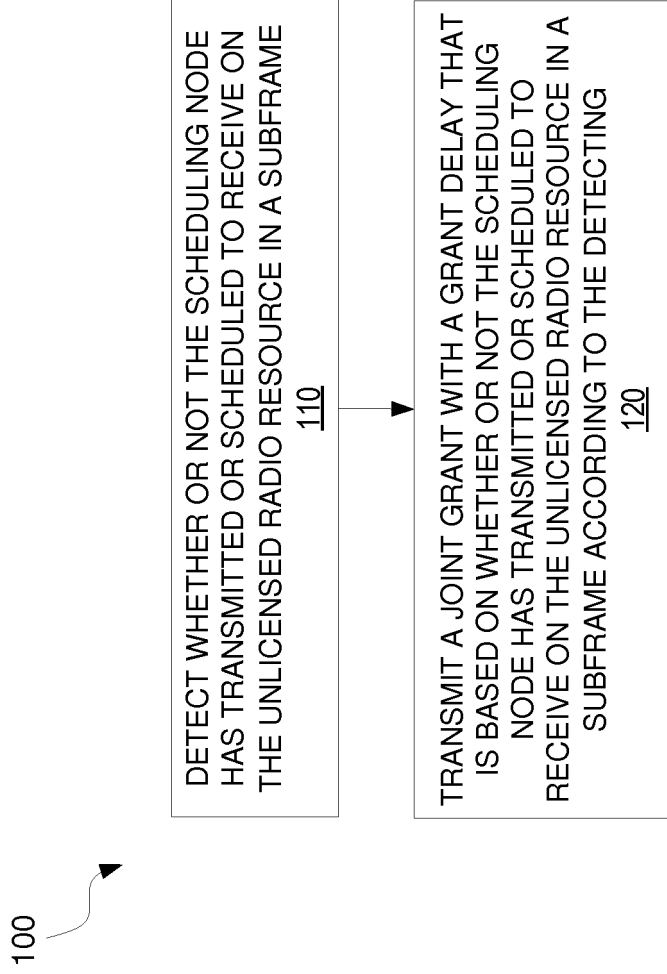 100
DETECT WHETHER OR NOT THE SCHEDULING NODE
HAS TRANSMITTED OR SCHEDULED TO RECEIVE ON
THE UNLICENSED RADIO RESOURCE IN A SUBFRAME
110
TRANSMIT A JOINT GRANT WITH A GRANT DELAY THAT
IS BASED ON WHETHER OR NOT THE SCHEDULING
NODE HAS TRANSMITTED OR SCHEDULED TO
RECEIVE ON THE UNLICENSED RADIO RESOURCE IN A
SUBFRAME ACCORDING TO THE DETECTING
120